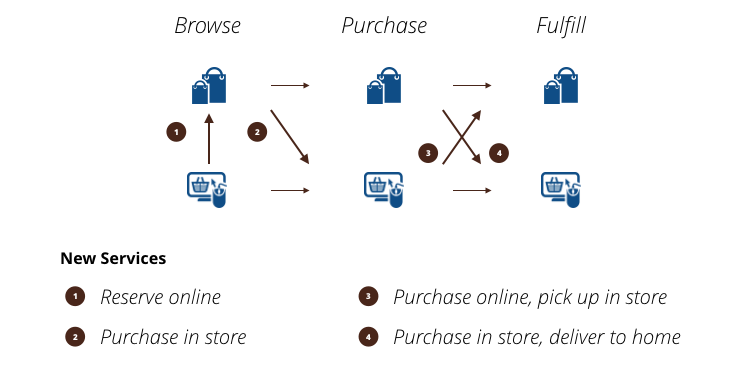 Browse Purchase Fulfill
1 2
3 4
New Services
1 Reserve online
2 Purchase in store
3 Purchase online, pick up in store
4 Purchase in store, deliver to home